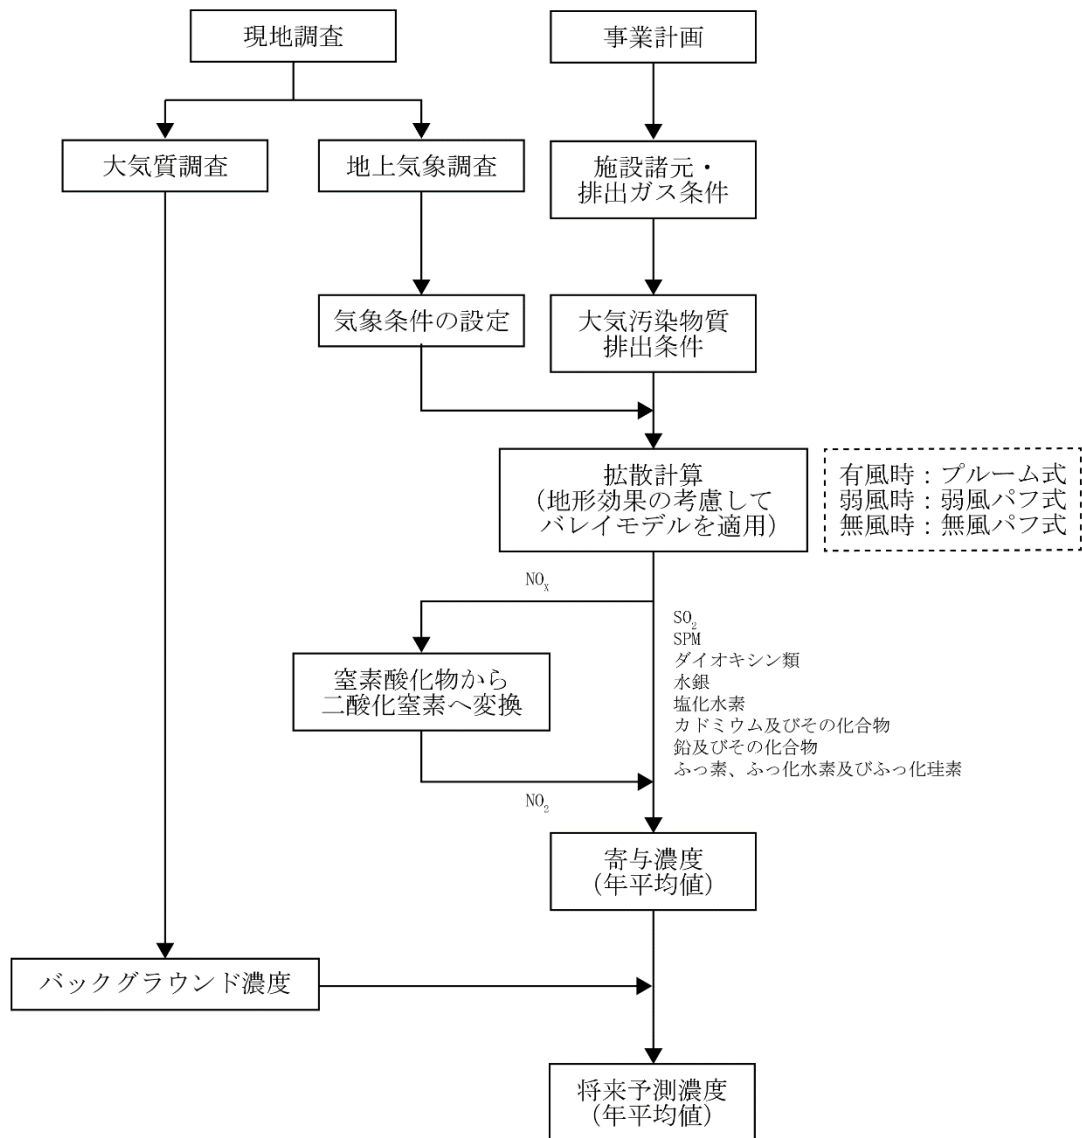 現地調査
事業計画
大気質調査
地上気象調査
施設諸元・
排出ガス条件
気象条件の設定
大気汚染物質
排出条件
拡散計算
（地形効果の考慮して
バレイモデルを適用）
有風時：プルーム式
弱風時：弱風パフ式
無風時：無風パフ式
NOX
SO2
SPM
ダイオキシン類
水銀
塩化水素
カドミウム及びその化合物
鉛及びその化合物
ふっ素、ふっ化水素及びふっ化珪素
窒素酸化物から
二酸化窒素へ変換
NO2
寄与濃度
（年平均値）
バックグラウンド濃度
将来予測濃度
（年平均値）